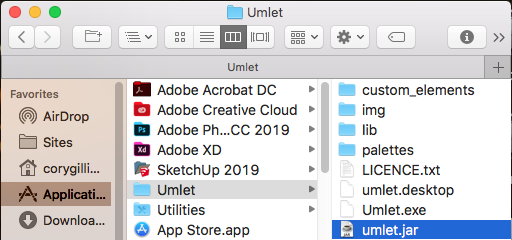 Umlet
Umlet
Favorites
AirDrop
Sites
corygilli...
Applicati...
Downloa...
Adobe Acrobat DC
Adobe Creative Cloud
Adobe Ph...CC 2019
Adobe XD
SketchUp 2019
Umlet
Utilities
App Store.app
custom_elements
img
lib
palettes
LICENCE.txt
umlet.desktop
Umlet.exe
umlet.jar